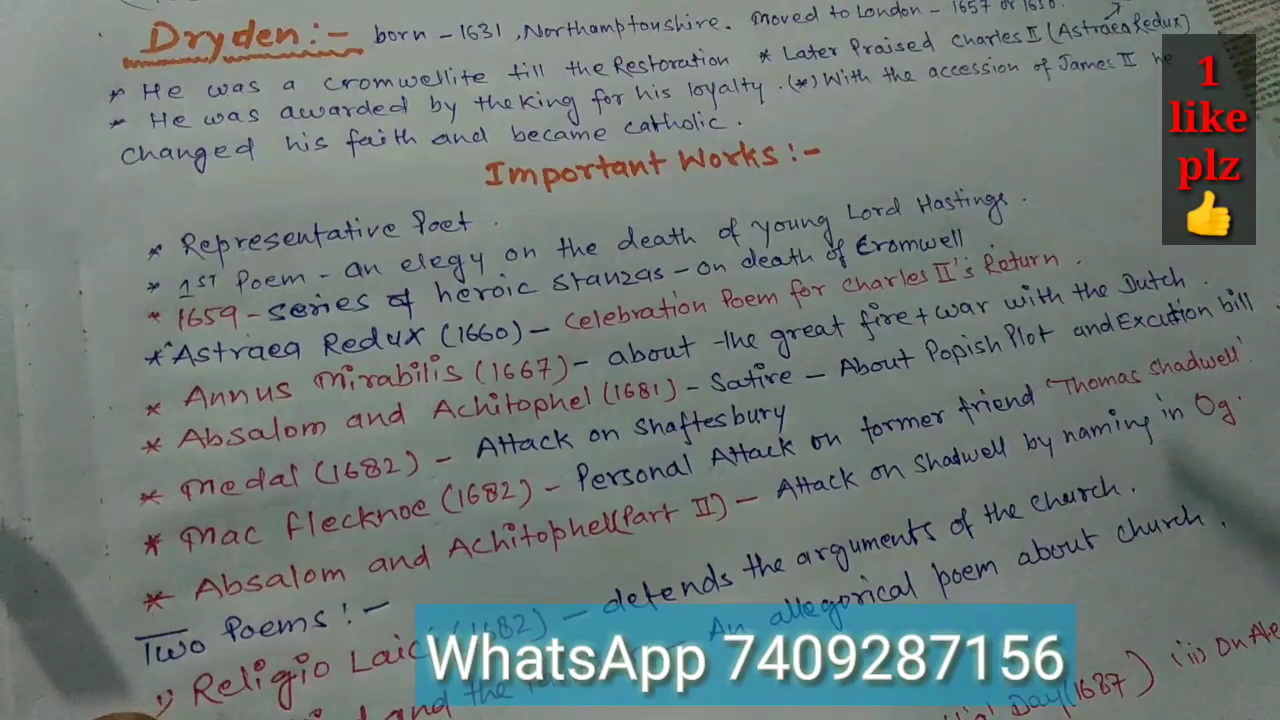 Dryden:- born - 1631, Northamptonshire. Moved to London - 1657 or 1658.
* He was a Cromwellite till the Restoration * Later Praised Charles II (Astraea Redux)
* He was awarded by the King for his loyalty. (*) With the accession of James II he
changed his faith and became catholic.
Important Works:-
* Representative Poet.
* 1ST Poem - an elegy on the death of young Lord Hastings.
* 1659 - series of heroic stanzas - on death of Cromwell
* Astraea Redux (1660) - Celebration Poem for Charles II's Return.
* Annus Mirabilis (1667) - about the great fire + war with the Dutch.
* Absalom and Achitophel (1681) - Satire - About Popish Plot and Excution bill
* Medal (1682) - Attack on Shaftesbury
* Mac Flecknoe (1682) - Personal Attack on former friend 'Thomas Shadwell'.
* Absalom and Achitophel (Part II) - Attack on Shadwell by naming in Og.
Two Poems:-
1) Religio Laici (1682) - defends the arguments of the church.
and the - An allegorical poem about church.
Day (1687) (ii) On
1
like
plz
👍
WhatsApp 7409287156